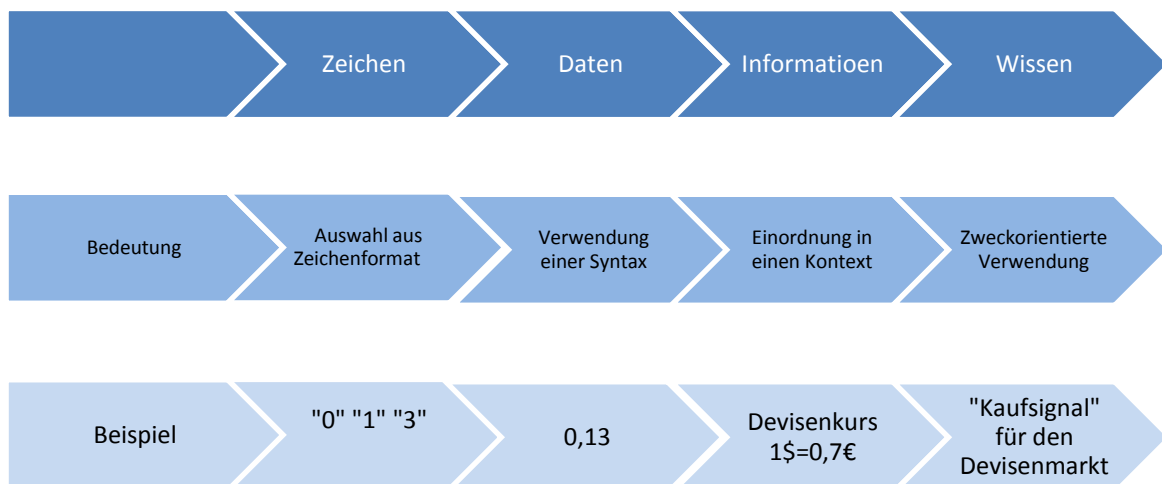 Zeichen
Daten
Informatioen
Wissen
Bedeutung
Auswahl aus
Zeichenformat
Verwendung
einer Syntax
Einordnung in
einen Kontext
Zweckorientierte
Verwendung
Beispiel
"0" "1" "3"
0,13
Devisenkurs
1$=0,7€
"Kaufsignal"
für den
Devisenmarkt